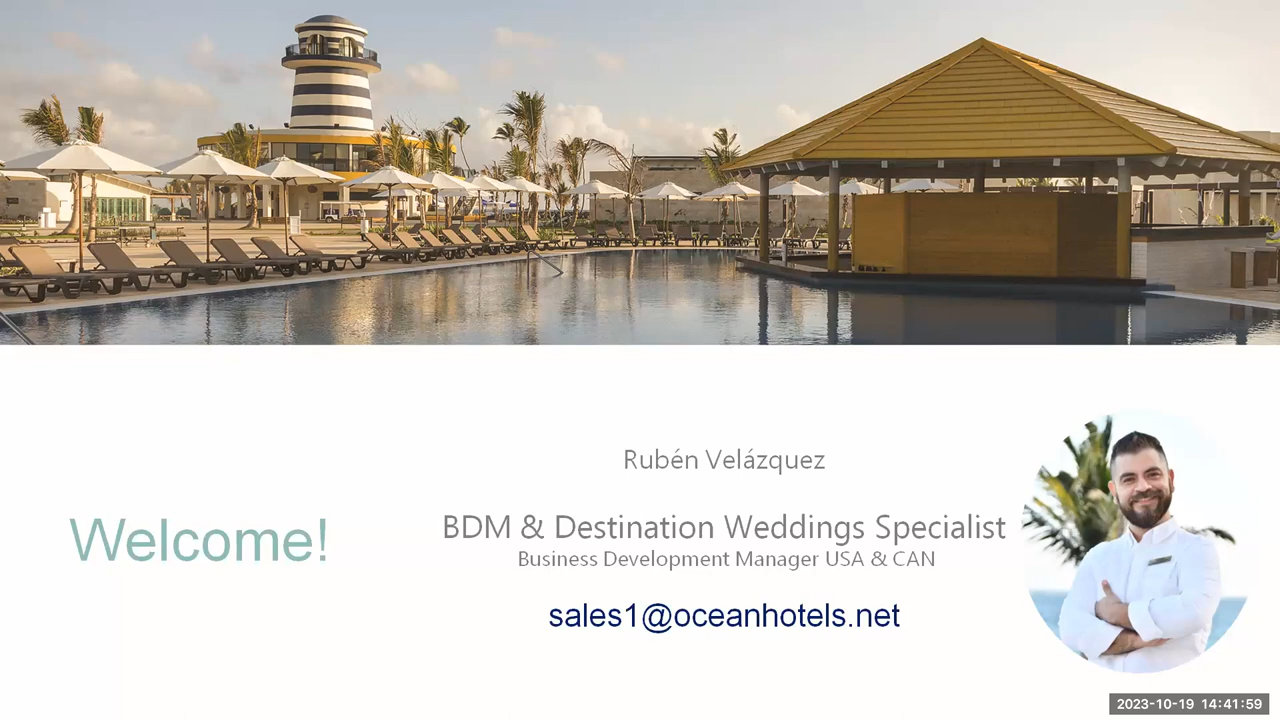 Welcome!
Rubén Velázquez
BDM & Destination Weddings Specialist
Business Development Manager USA & CAN
sales1@oceanhotels.net
2023-10-19 14:41:59